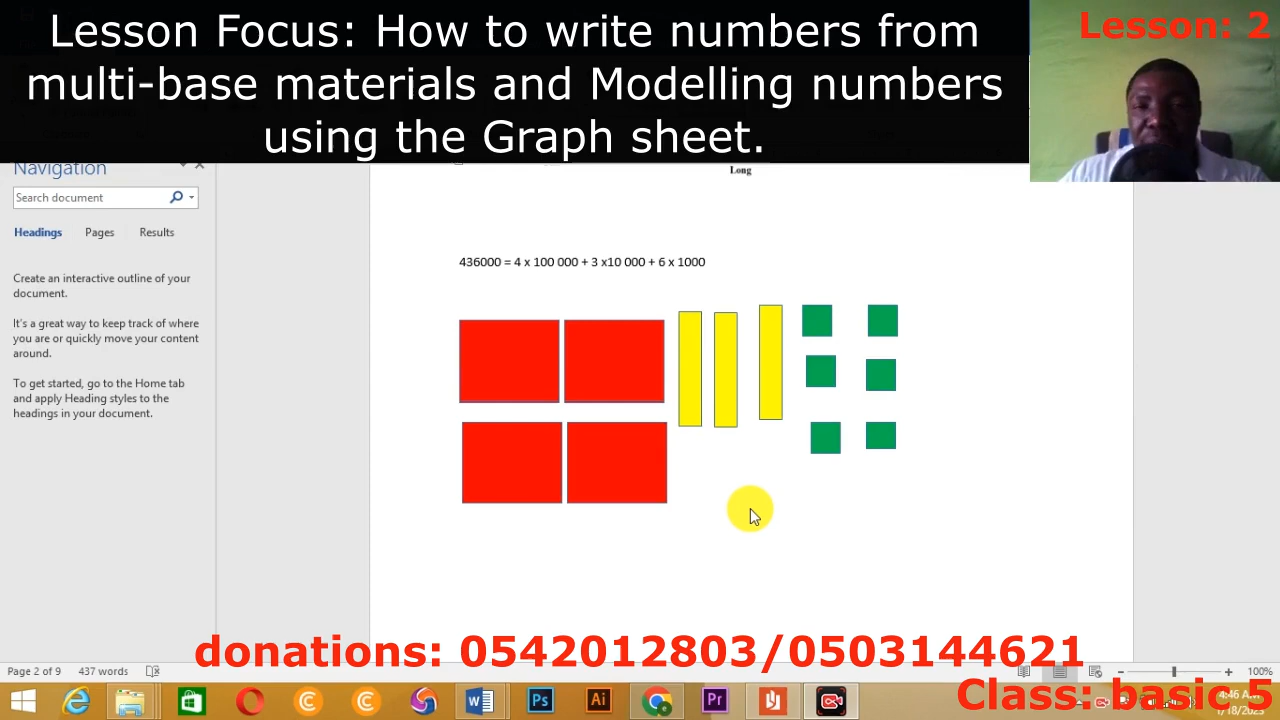 Lesson Focus: How to write numbers from
multi-base materials and Modelling numbers
using the Graph sheet.
Lesson: 2
Navigation
Long
Search document
Headings Pages Results
436000 = 4 x 100 000 + 3 x10 000 + 6 x 1000
Create an interactive outline of your
document.
It's a great way to keep track of where
you are or quickly move your content
around.
To get started, go to the Home tab
and apply Heading styles to the
headings in your document.
donations: 0542012803/0503144621
Page 2 of 9 437 words
100%
Class: basic 5
W Ps Ai Pr